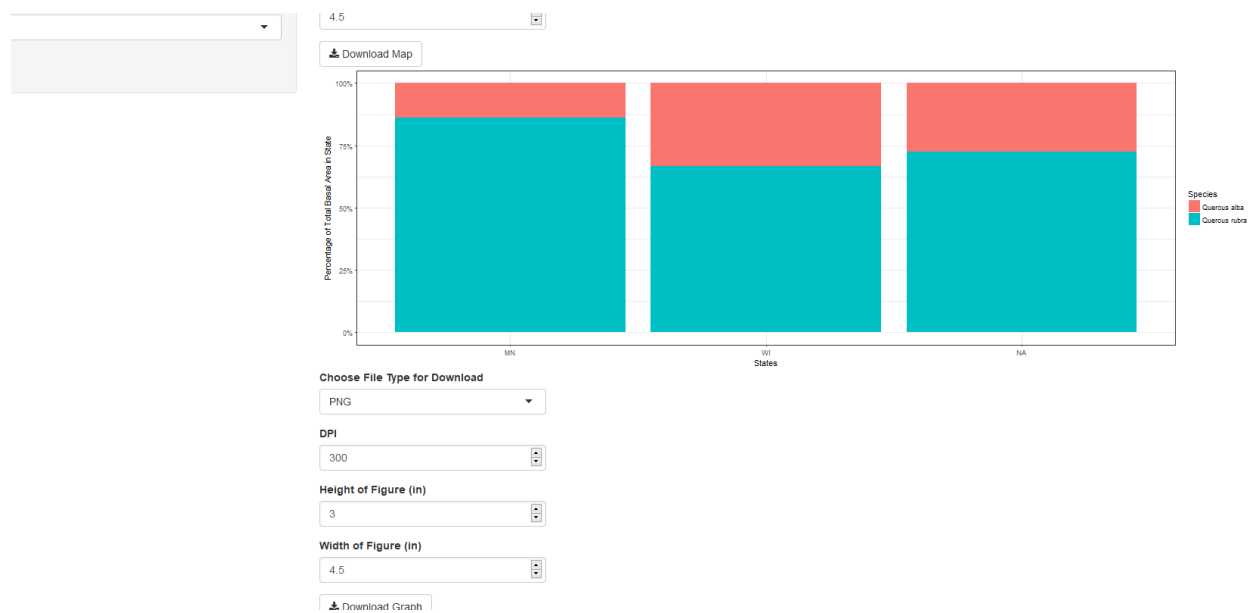 4.5
Download Map
100%
75%
50%
25%
0%
Percentage of Total Basal Area in State
MN
WI
NA
States
Species
Quercus alba
Quercus rubra
Choose File Type for Download
PNG
DPI
300
Height of Figure (in)
3
Width of Figure (in)
4.5
Download Graph